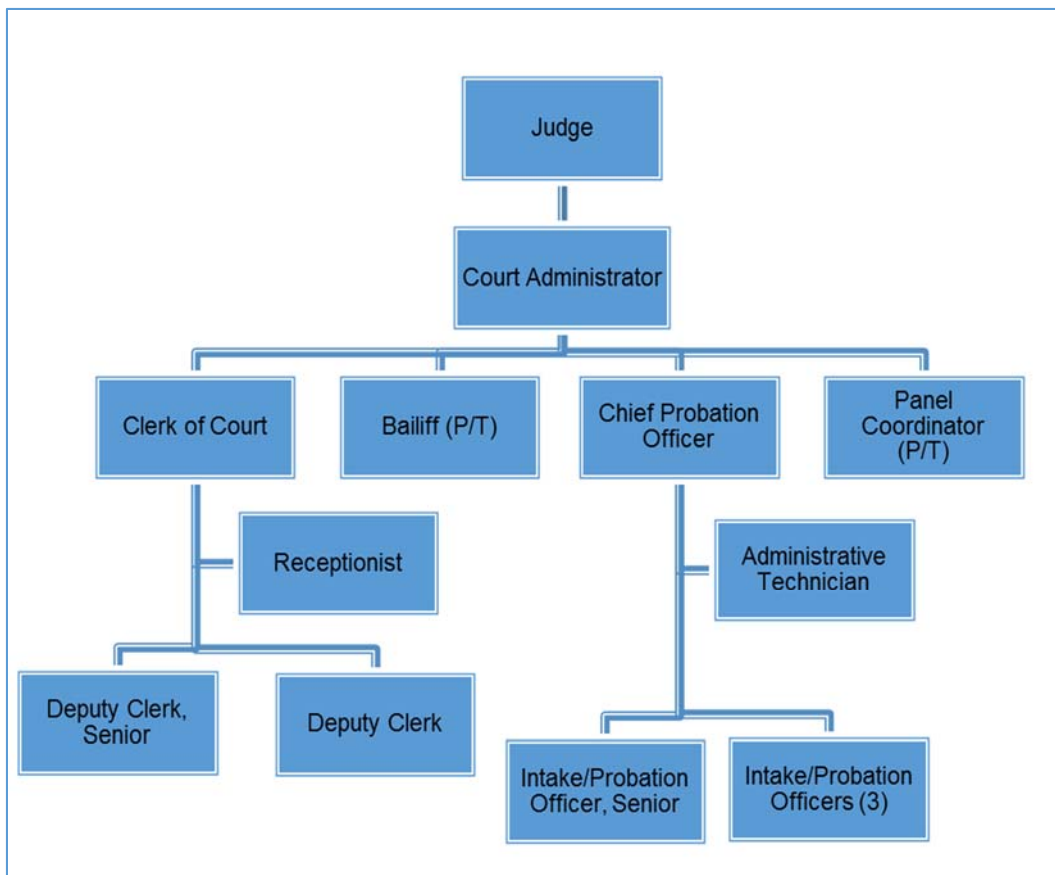 Judge
Court Administrator
Clerk of Court
Bailiff (P/T)
Chief Probation
Officer
Panel
Coordinator
(P/T)
Receptionist
Administrative
Technician
Deputy Clerk,
Senior
Deputy Clerk
Intake/Probation
Officer, Senior
Intake/Probation
Officers (3)